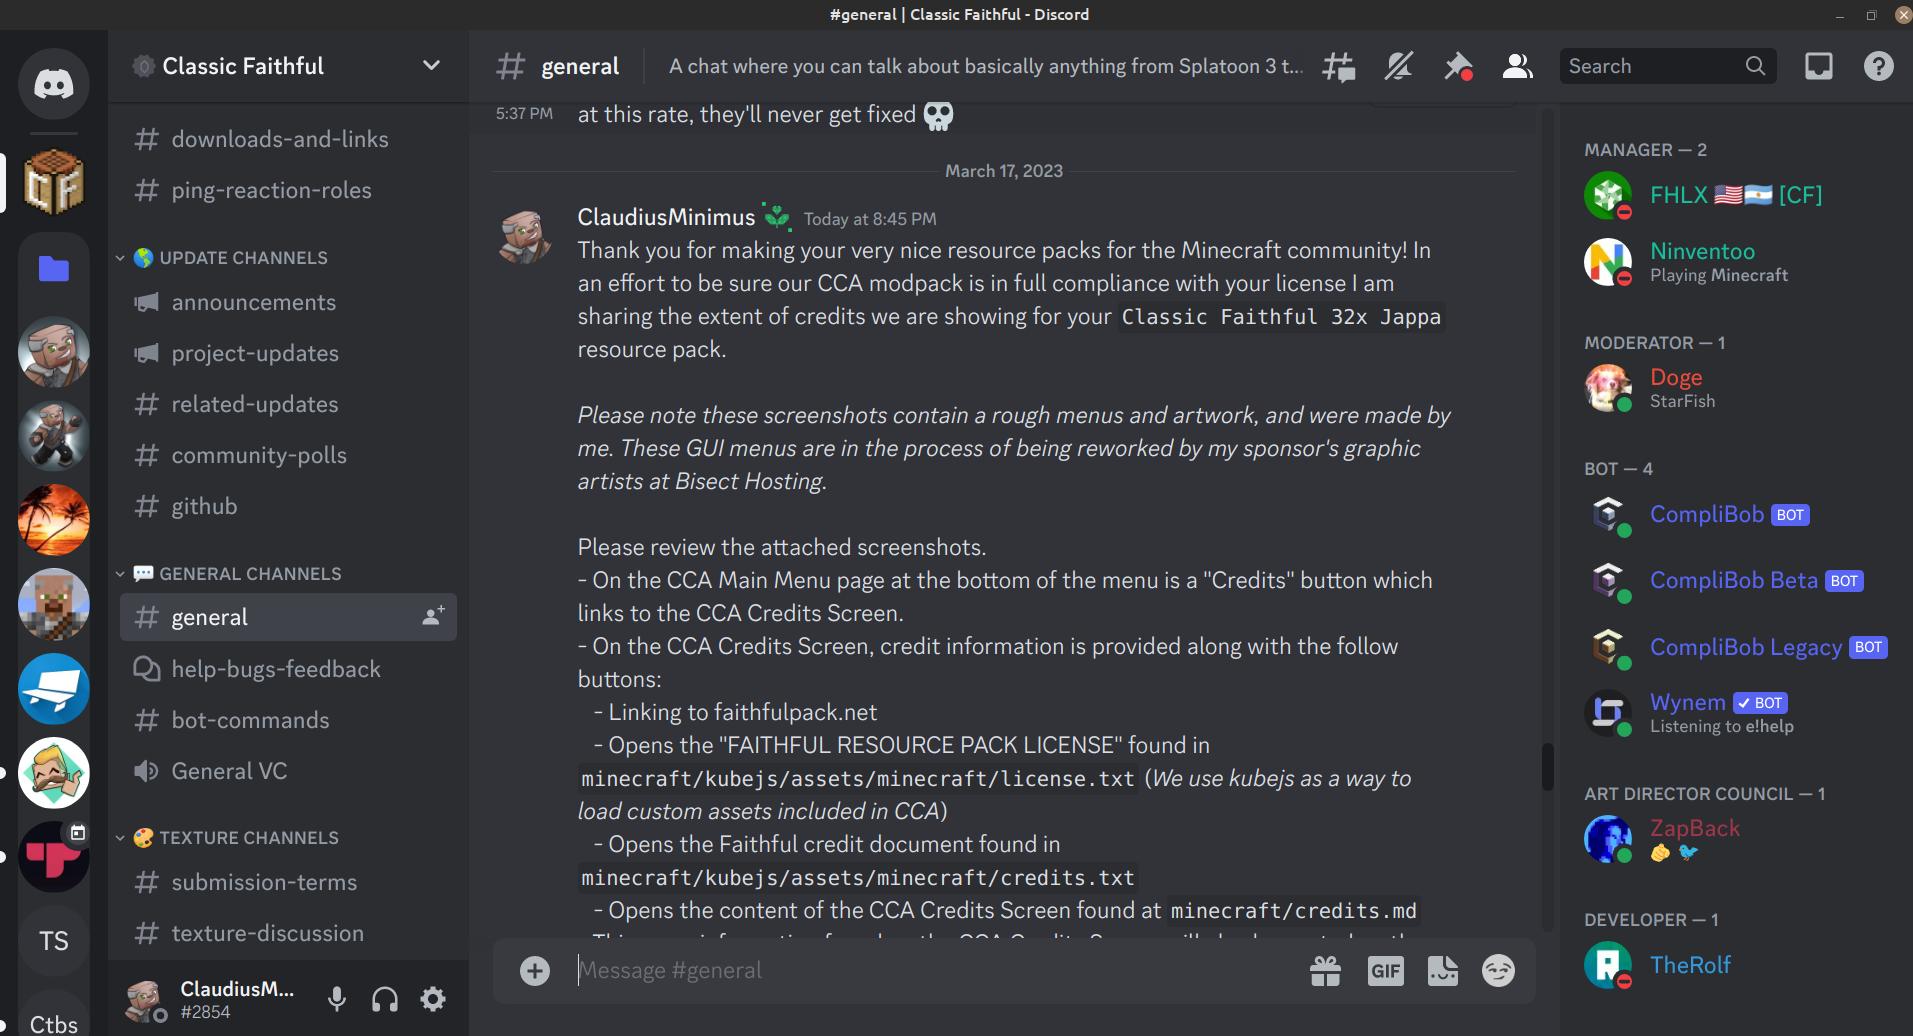 #general | Classic Faithful - Discord
Classic Faithful
general
A chat where you can talk about basically anything from Splatoon 3 t...
Search
downloads-and-links
ping-reaction-roles
UPDATE CHANNELS
announcements
project-updates
related-updates
community-polls
github
GENERAL CHANNELS
general
help-bugs-feedback
bot-commands
General VC
TEXTURE CHANNELS
submission-terms
texture-discussion
CF
TS
Ctbs
ClaudiusM...
#2854
5:37 PM at this rate, they'll never get fixed
March 17, 2023
ClaudiusMinimus Today at 8:45 PM
Thank you for making your very nice resource packs for the Minecraft community! In
an effort to be sure our CCA modpack is in full compliance with your license I am
sharing the extent of credits we are showing for your Classic Faithful 32x Jappa
resource pack.
Please note these screenshots contain a rough menus and artwork, and were made by
me. These GUI menus are in the process of being reworked by my sponsor's graphic
artists at Bisect Hosting.
Please review the attached screenshots.
- On the CCA Main Menu page at the bottom of the menu is a "Credits" button which
links to the CCA Credits Screen.
- On the CCA Credits Screen, credit information is provided along with the follow
buttons:
- Linking to faithfulpack.net
- Opens the "FAITHFUL RESOURCE PACK LICENSE" found in
minecraft/kubejs/assets/minecraft/license.txt (We use kubejs as a way to
load custom assets included in CCA)
- Opens the Faithful credit document found in
minecraft/kubejs/assets/minecraft/credits.txt
- Opens the content of the CCA Credits Screen found at minecraft/credits.md
Message #general
GIF
MANAGER — 2
FHLX 🇺🇸🇦🇷 [CF]
Ninventoo
Playing Minecraft
MODERATOR — 1
Doge
StarFish
BOT — 4
CompliBob BOT
CompliBob Beta BOT
CompliBob Legacy BOT
Wynem ✓ BOT
Listening to e!help
ART DIRECTOR COUNCIL — 1
ZapBack
DEVELOPER — 1
TheRolf